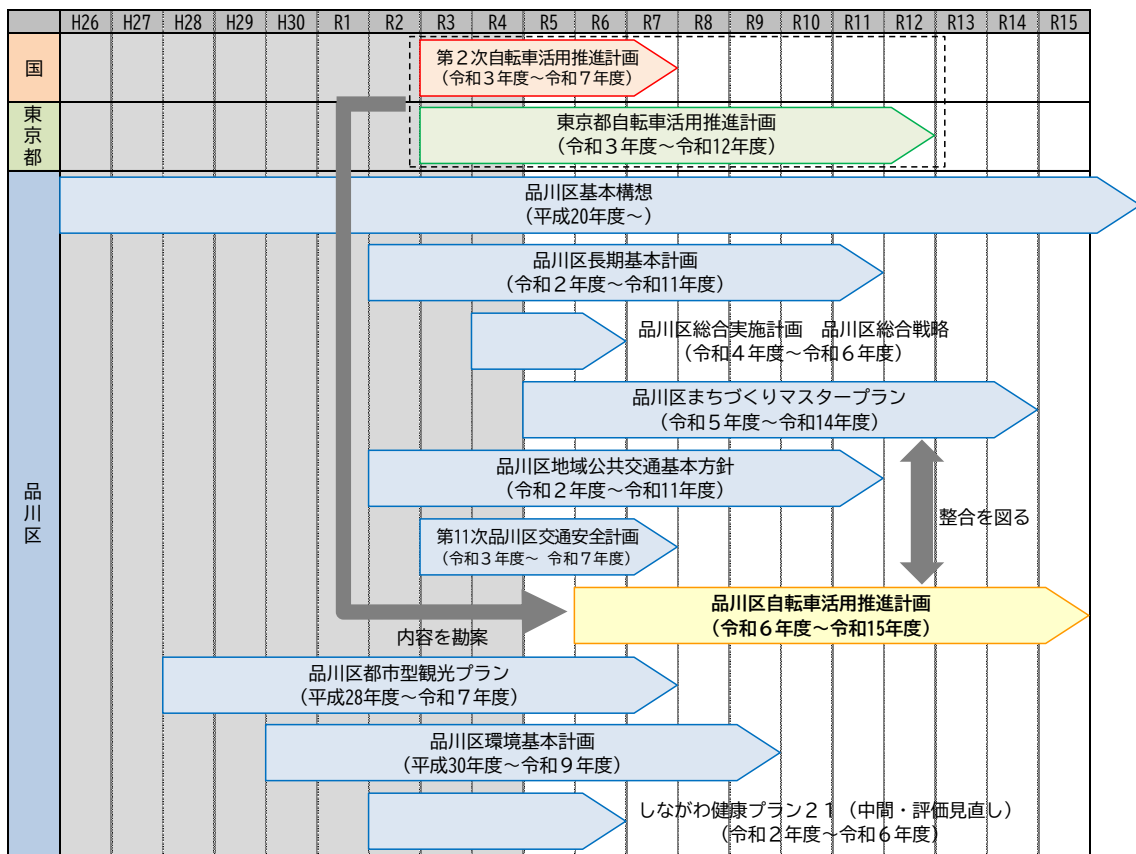 H26 H27 H28 H29 H30 R1 R2 R3 R4 R5 R6 R7 R8 R9 R10 R11 R12 R13 R14 R15
国
第２次自転車活用推進計画
（令和３年度～令和７年度）
東京都
東京都自転車活用推進計画
（令和３年度～令和12年度）
品川区
品川区基本構想
（平成20年度～）
品川区長期基本計画
（令和２年度～令和11年度）
品川区総合実施計画　品川区総合戦略
（令和４年度～令和６年度）
品川区まちづくりマスタープラン
（令和５年度～令和14年度）
品川区地域公共交通基本方針
（令和２年度～令和11年度）
整合を図る
第11次品川区交通安全計画
（令和３年度～ 令和７年度）
品川区自転車活用推進計画
（令和６年度～令和15年度）
内容を勘案
品川区都市型観光プラン
（平成28年度～令和７年度）
品川区環境基本計画
（平成30年度～令和９年度）
しながわ健康プラン２１（中間・評価見直し）
（令和２年度～令和６年度）